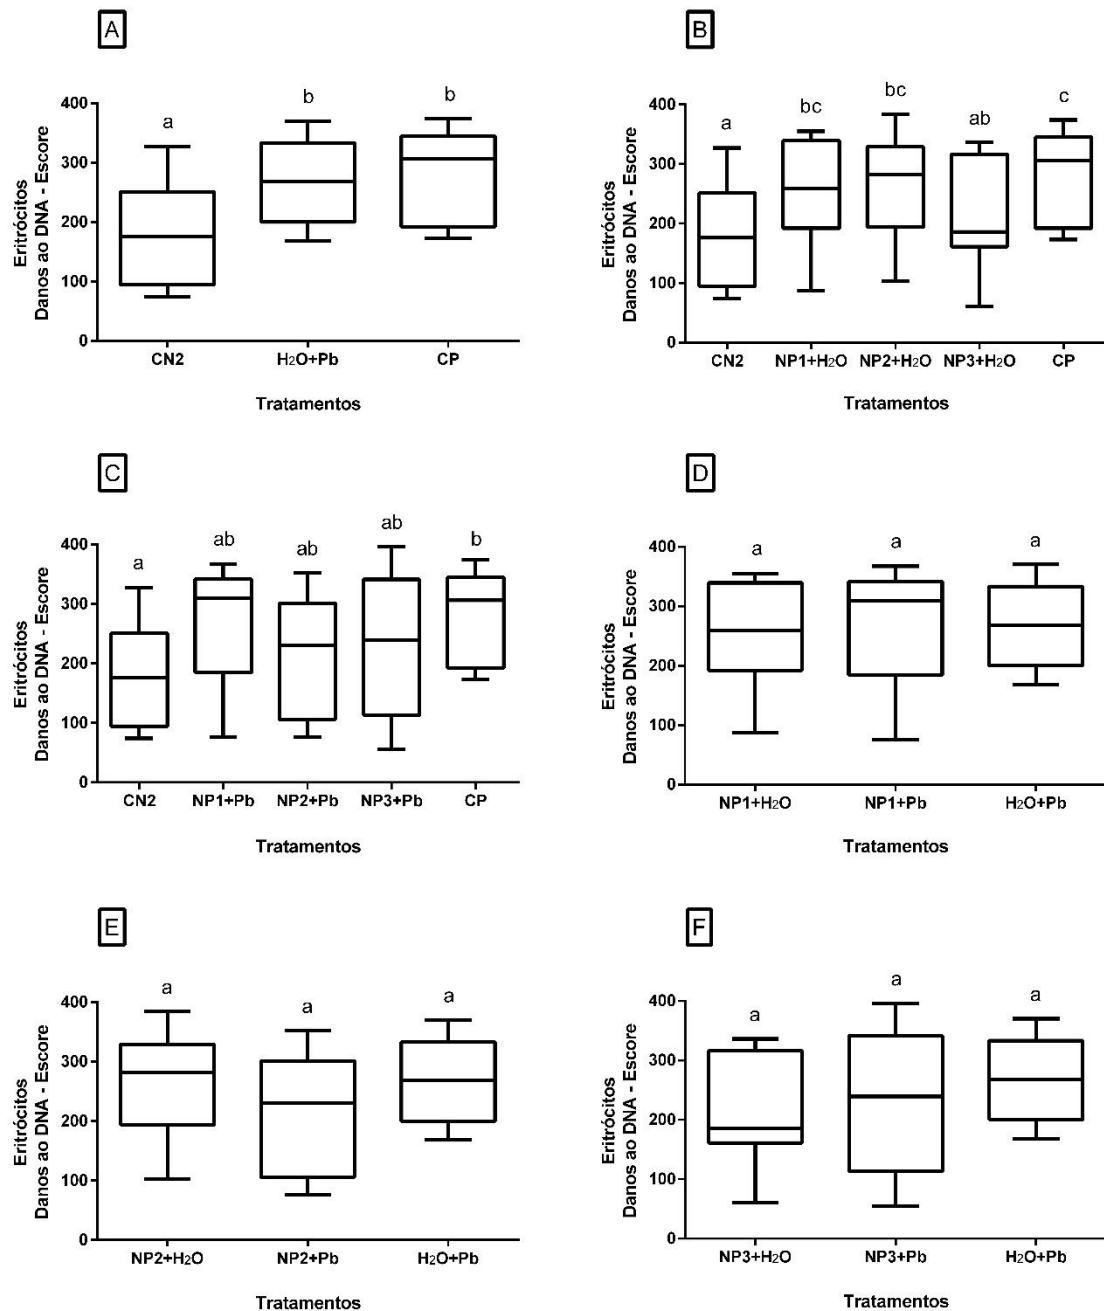 A
Eritrócitos
Danos ao DNA - Escore
400
300
200
100
0
a
b
b
CN2
H2O+Pb
CP
Tratamentos
B
Eritrócitos
Danos ao DNA - Escore
400
300
200
100
0
a
bc
bc
ab
c
CN2
NP1+H2O
NP2+H2O
NP3+H2O
CP
Tratamentos
C
Eritrócitos
Danos ao DNA - Escore
400
300
200
100
0
a
ab
ab
ab
b
CN2
NP1+Pb
NP2+Pb
NP3+Pb
CP
Tratamentos
D
Eritrócitos
Danos ao DNA - Escore
400
300
200
100
0
a
a
a
NP1+H2O
NP1+Pb
H2O+Pb
Tratamentos
E
Eritrócitos
Danos ao DNA - Escore
400
300
200
100
0
a
a
a
NP2+H2O
NP2+Pb
H2O+Pb
Tratamentos
F
Eritrócitos
Danos ao DNA - Escore
400
300
200
100
0
a
a
a
NP3+H2O
NP3+Pb
H2O+Pb
Tratamentos